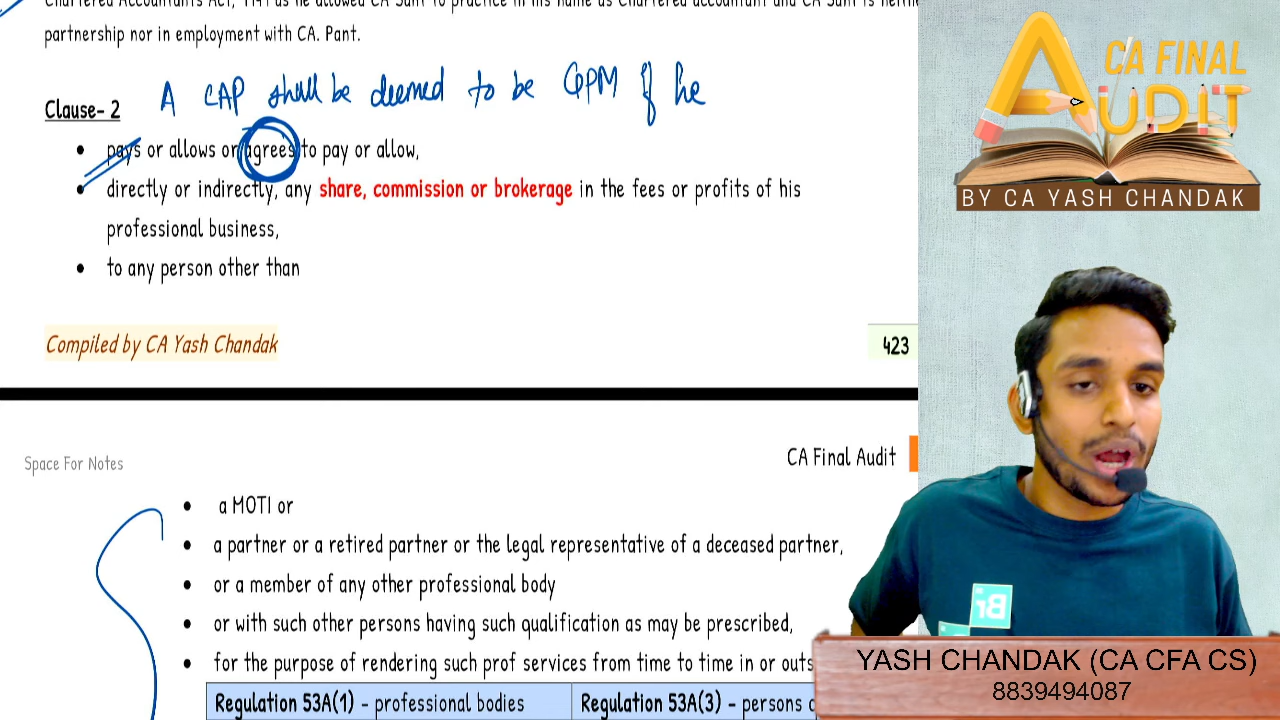 partnership nor in employment with CA. Pant.
A CAP shall be deemed to be GPM if he
Clause- 2
• pays or allows or agrees to pay or allow,
• directly or indirectly, any share, commission or brokerage in the fees or profits of his
professional business,
• to any person other than
Compiled by CA Yash Chandak
423
Space For Notes
CA Final Audit
• a MOTI or
• a partner or a retired partner or the legal representative of a deceased partner,
• or a member of any other professional body
• or with such other persons having such qualification as may be prescribed,
• for the purpose of rendering such prof services from time to time in or outs
Regulation 53A(1) – professional bodies
Regulation 53A(3) – persons
CA FINAL
AUDIT
BY CA YASH CHANDAK
Br
YASH CHANDAK (CA CFA CS)
8839494087